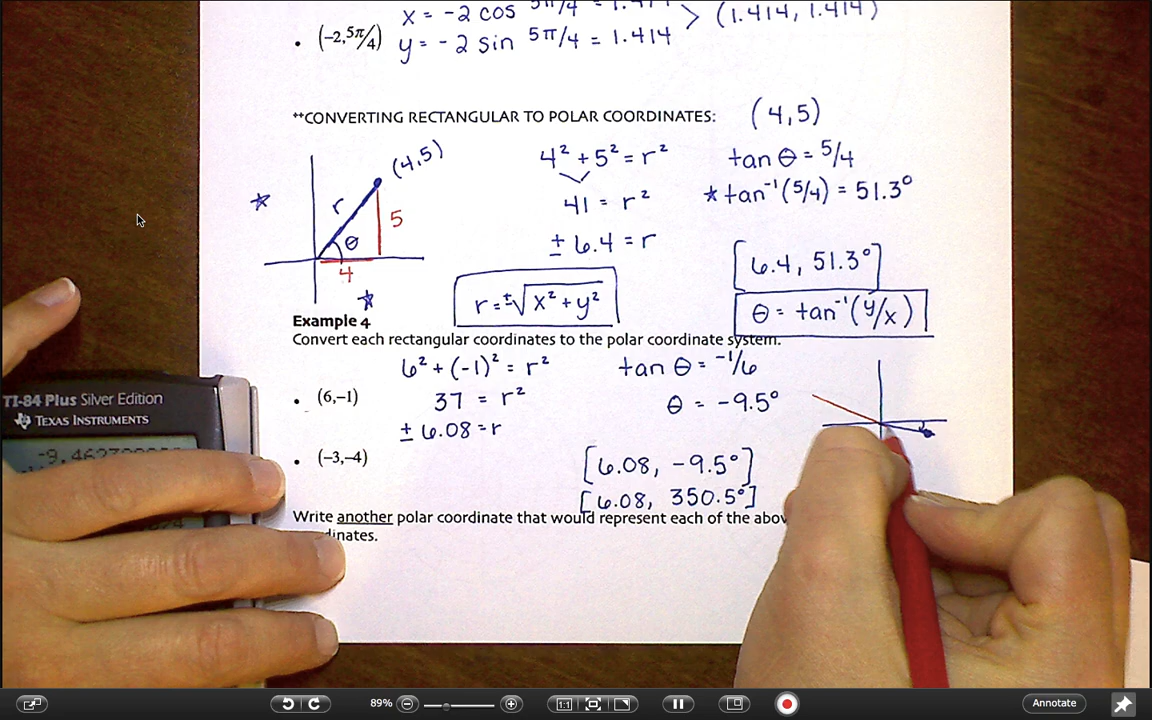 x = -2 cos 5π/4 = 1.414
(1.414, 1.414)
• (-2, 5π/4)
y = -2 sin 5π/4 = 1.414
**CONVERTING RECTANGULAR TO POLAR COORDINATES:
(4,5)
(4,5)
r
θ
5
4
4² + 5² = r²
41 = r²
± 6.4 = r
r = ±√x² + y²
tan θ = 5/4
* tan⁻¹(5/4) = 51.3°
[6.4, 51.3°]
θ = tan⁻¹(y/x)
Example 4
Convert each rectangular coordinates to the polar coordinate system.
• (6,−1)
6² + (-1)² = r²
37 = r²
± 6.08 = r
tan θ = -1/6
θ = -9.5°
• (−3,−4)
[6.08, -9.5°]
[6.08, 350.5°]
Write another polar coordinate that would represent each of the
TI-84 Plus Silver Edition
TEXAS INSTRUMENTS
89%
1:1
Annotate